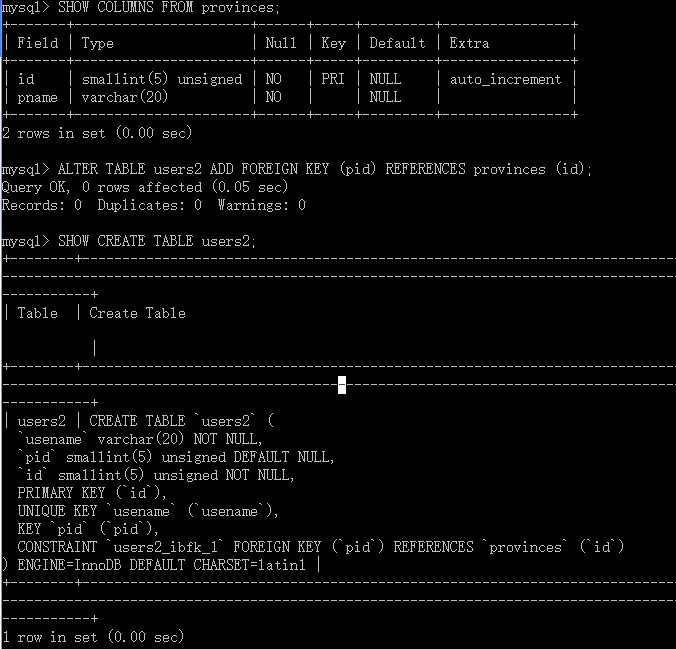 mysql> SHOW COLUMNS FROM provinces;
+-------+----------------------+------+-----+---------+----------------+
| Field | Type | Null | Key | Default | Extra |
+-------+----------------------+------+-----+---------+----------------+
| id | smallint(5) unsigned | NO | PRI | NULL | auto_increment |
| pname | varchar(20) | NO | | NULL | |
+-------+----------------------+------+-----+---------+----------------+
2 rows in set (0.00 sec)
mysql> ALTER TABLE users2 ADD FOREIGN KEY (pid) REFERENCES provinces (id);
Query OK, 0 rows affected (0.05 sec)
Records: 0 Duplicates: 0 Warnings: 0
mysql> SHOW CREATE TABLE users2;
| Table | Create Table
|
| users2 | CREATE TABLE `users2` (
`usename` varchar(20) NOT NULL,
`pid` smallint(5) unsigned DEFAULT NULL,
`id` smallint(5) unsigned NOT NULL,
PRIMARY KEY (`id`),
UNIQUE KEY `usename` (`usename`),
KEY `pid` (`pid`),
CONSTRAINT `users2_ibfk_1` FOREIGN KEY (`pid`) REFERENCES `provinces` (`id`)
) ENGINE=InnoDB DEFAULT CHARSET=latin1 |
1 row in set (0.00 sec)